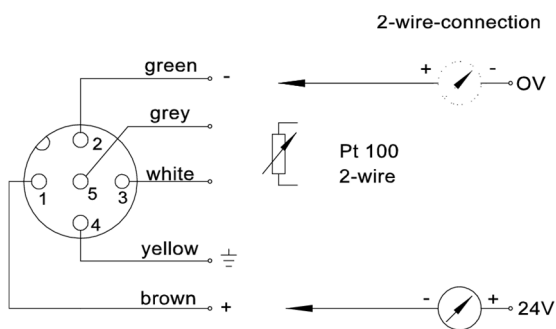 2-wire-connection
green - + - OV
grey
2
Pt 100
white
2-wire
1 5 3
4
yellow
brown + - + 24V